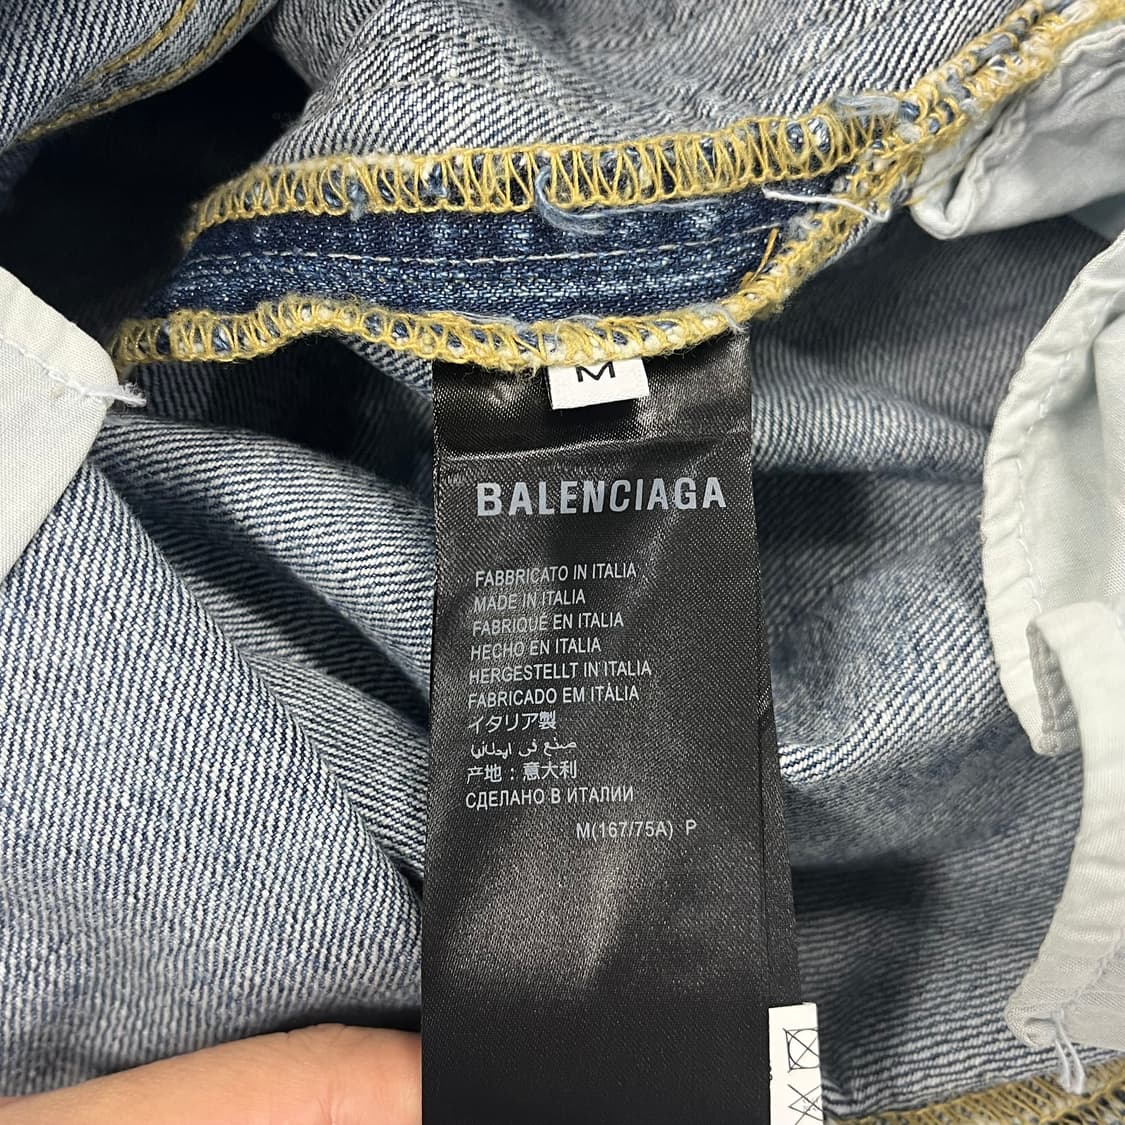 M
BALENCIAGA
FABBRICATO IN ITALIA
MADE IN ITALIA
FABRIQUÉ EN ITALIA
HECHO EN ITALIA
HERGESTELLT IN ITALIA
FABRICADO EM ITÁLIA
イタリア製
صنع في ايطاليا
产地：意大利
СДЕЛАНО В ИТАЛИИ
M(167/75A) P